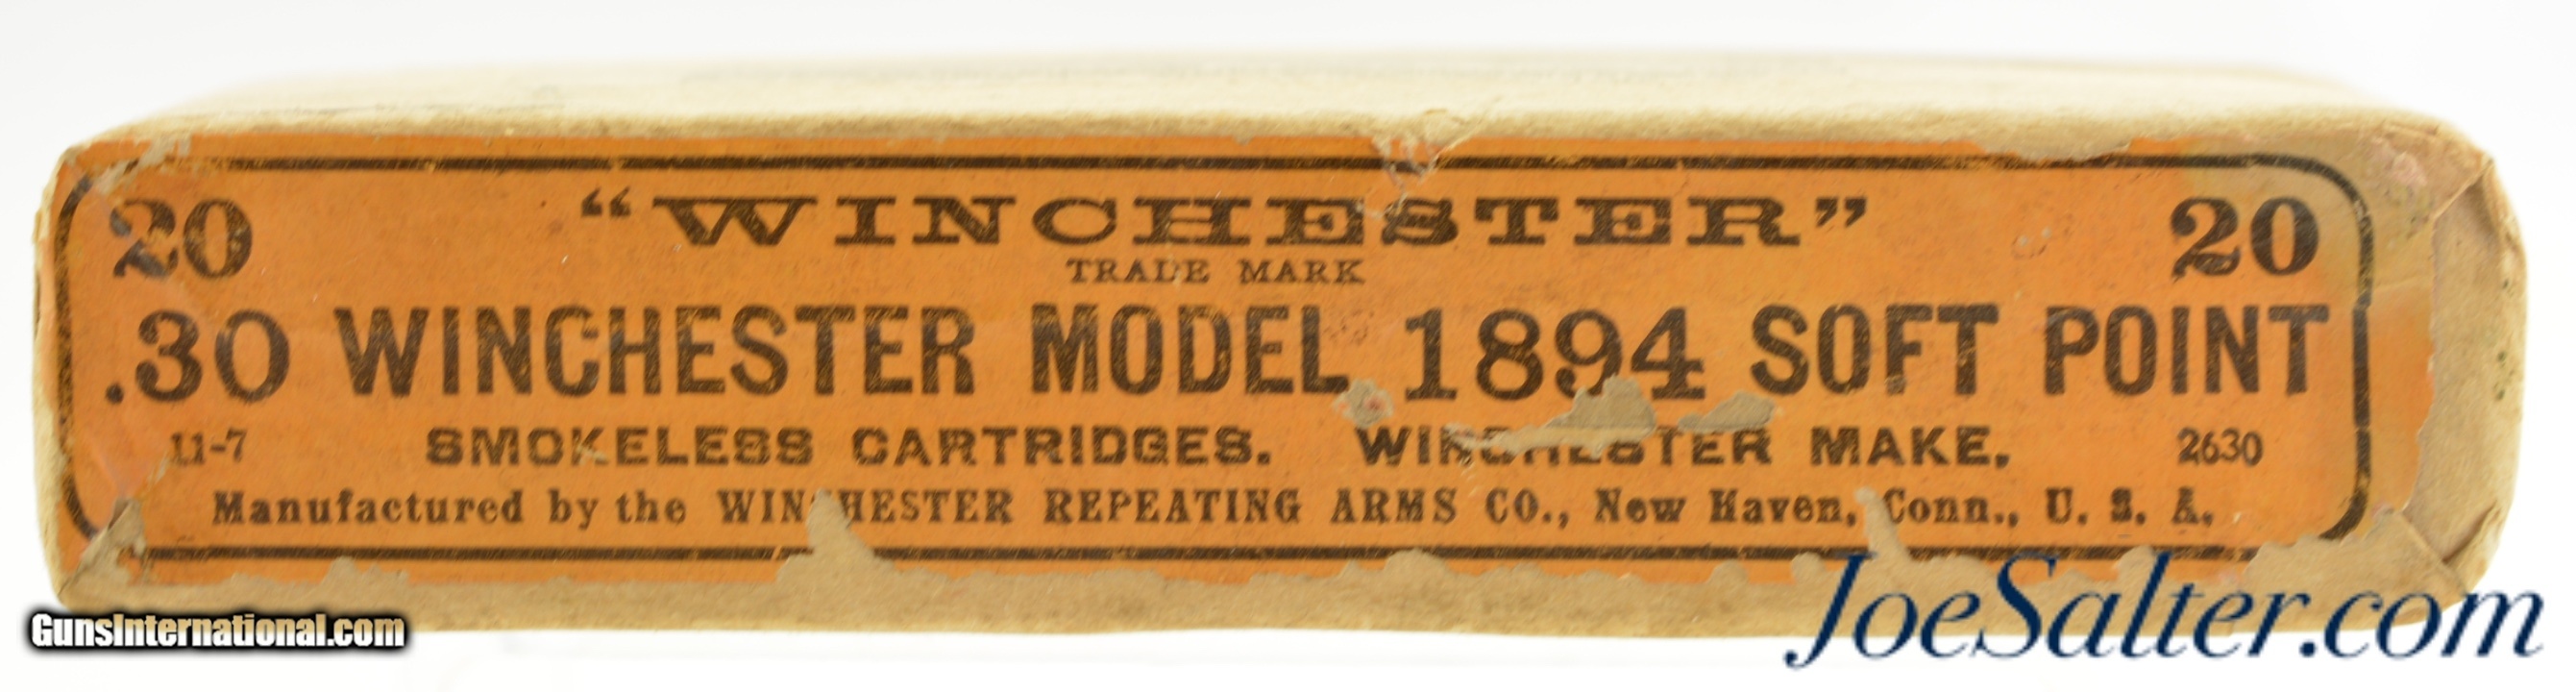 20 “WINCHESTER” 20
TRADE MARK
.30 WINCHESTER MODEL 1894 SOFT POINT
11-7 SMOKELESS CARTRIDGES. WINCHESTER MAKE. 2630
Manufactured by the WINCHESTER REPEATING ARMS CO., New Haven, Conn., U. S. A.
GunsInternational.com
JoeSalter.com